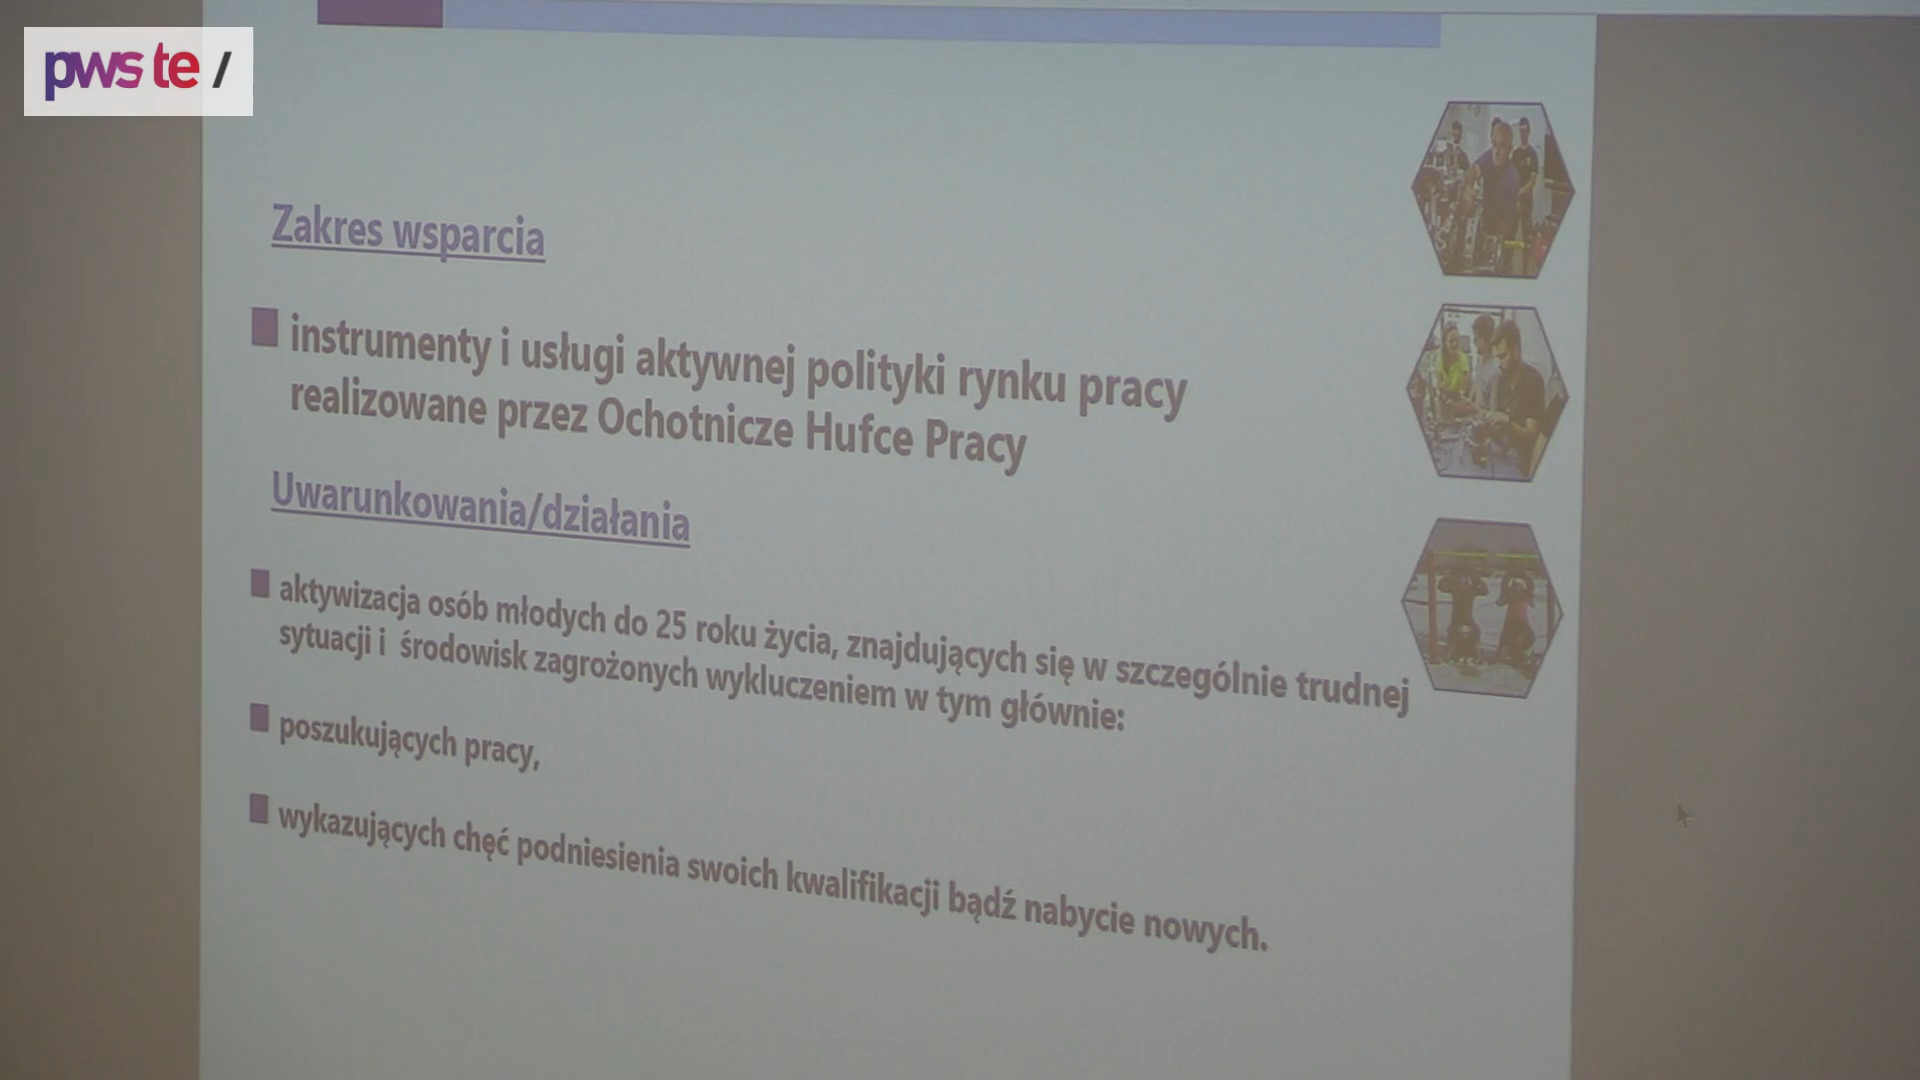 pwste/
Zakres wsparcia
instrumenty i usługi aktywnej polityki rynku pracy
realizowane przez Ochotnicze Hufce Pracy
Uwarunkowania/działania
aktywizacja osób młodych do 25 roku życia, znajdujących się w szczególnie trudnej
sytuacji i środowisk zagrożonych wykluczeniem w tym głównie:
poszukujących pracy,
wykazujących chęć podniesienia swoich kwalifikacji bądź nabycie nowych.